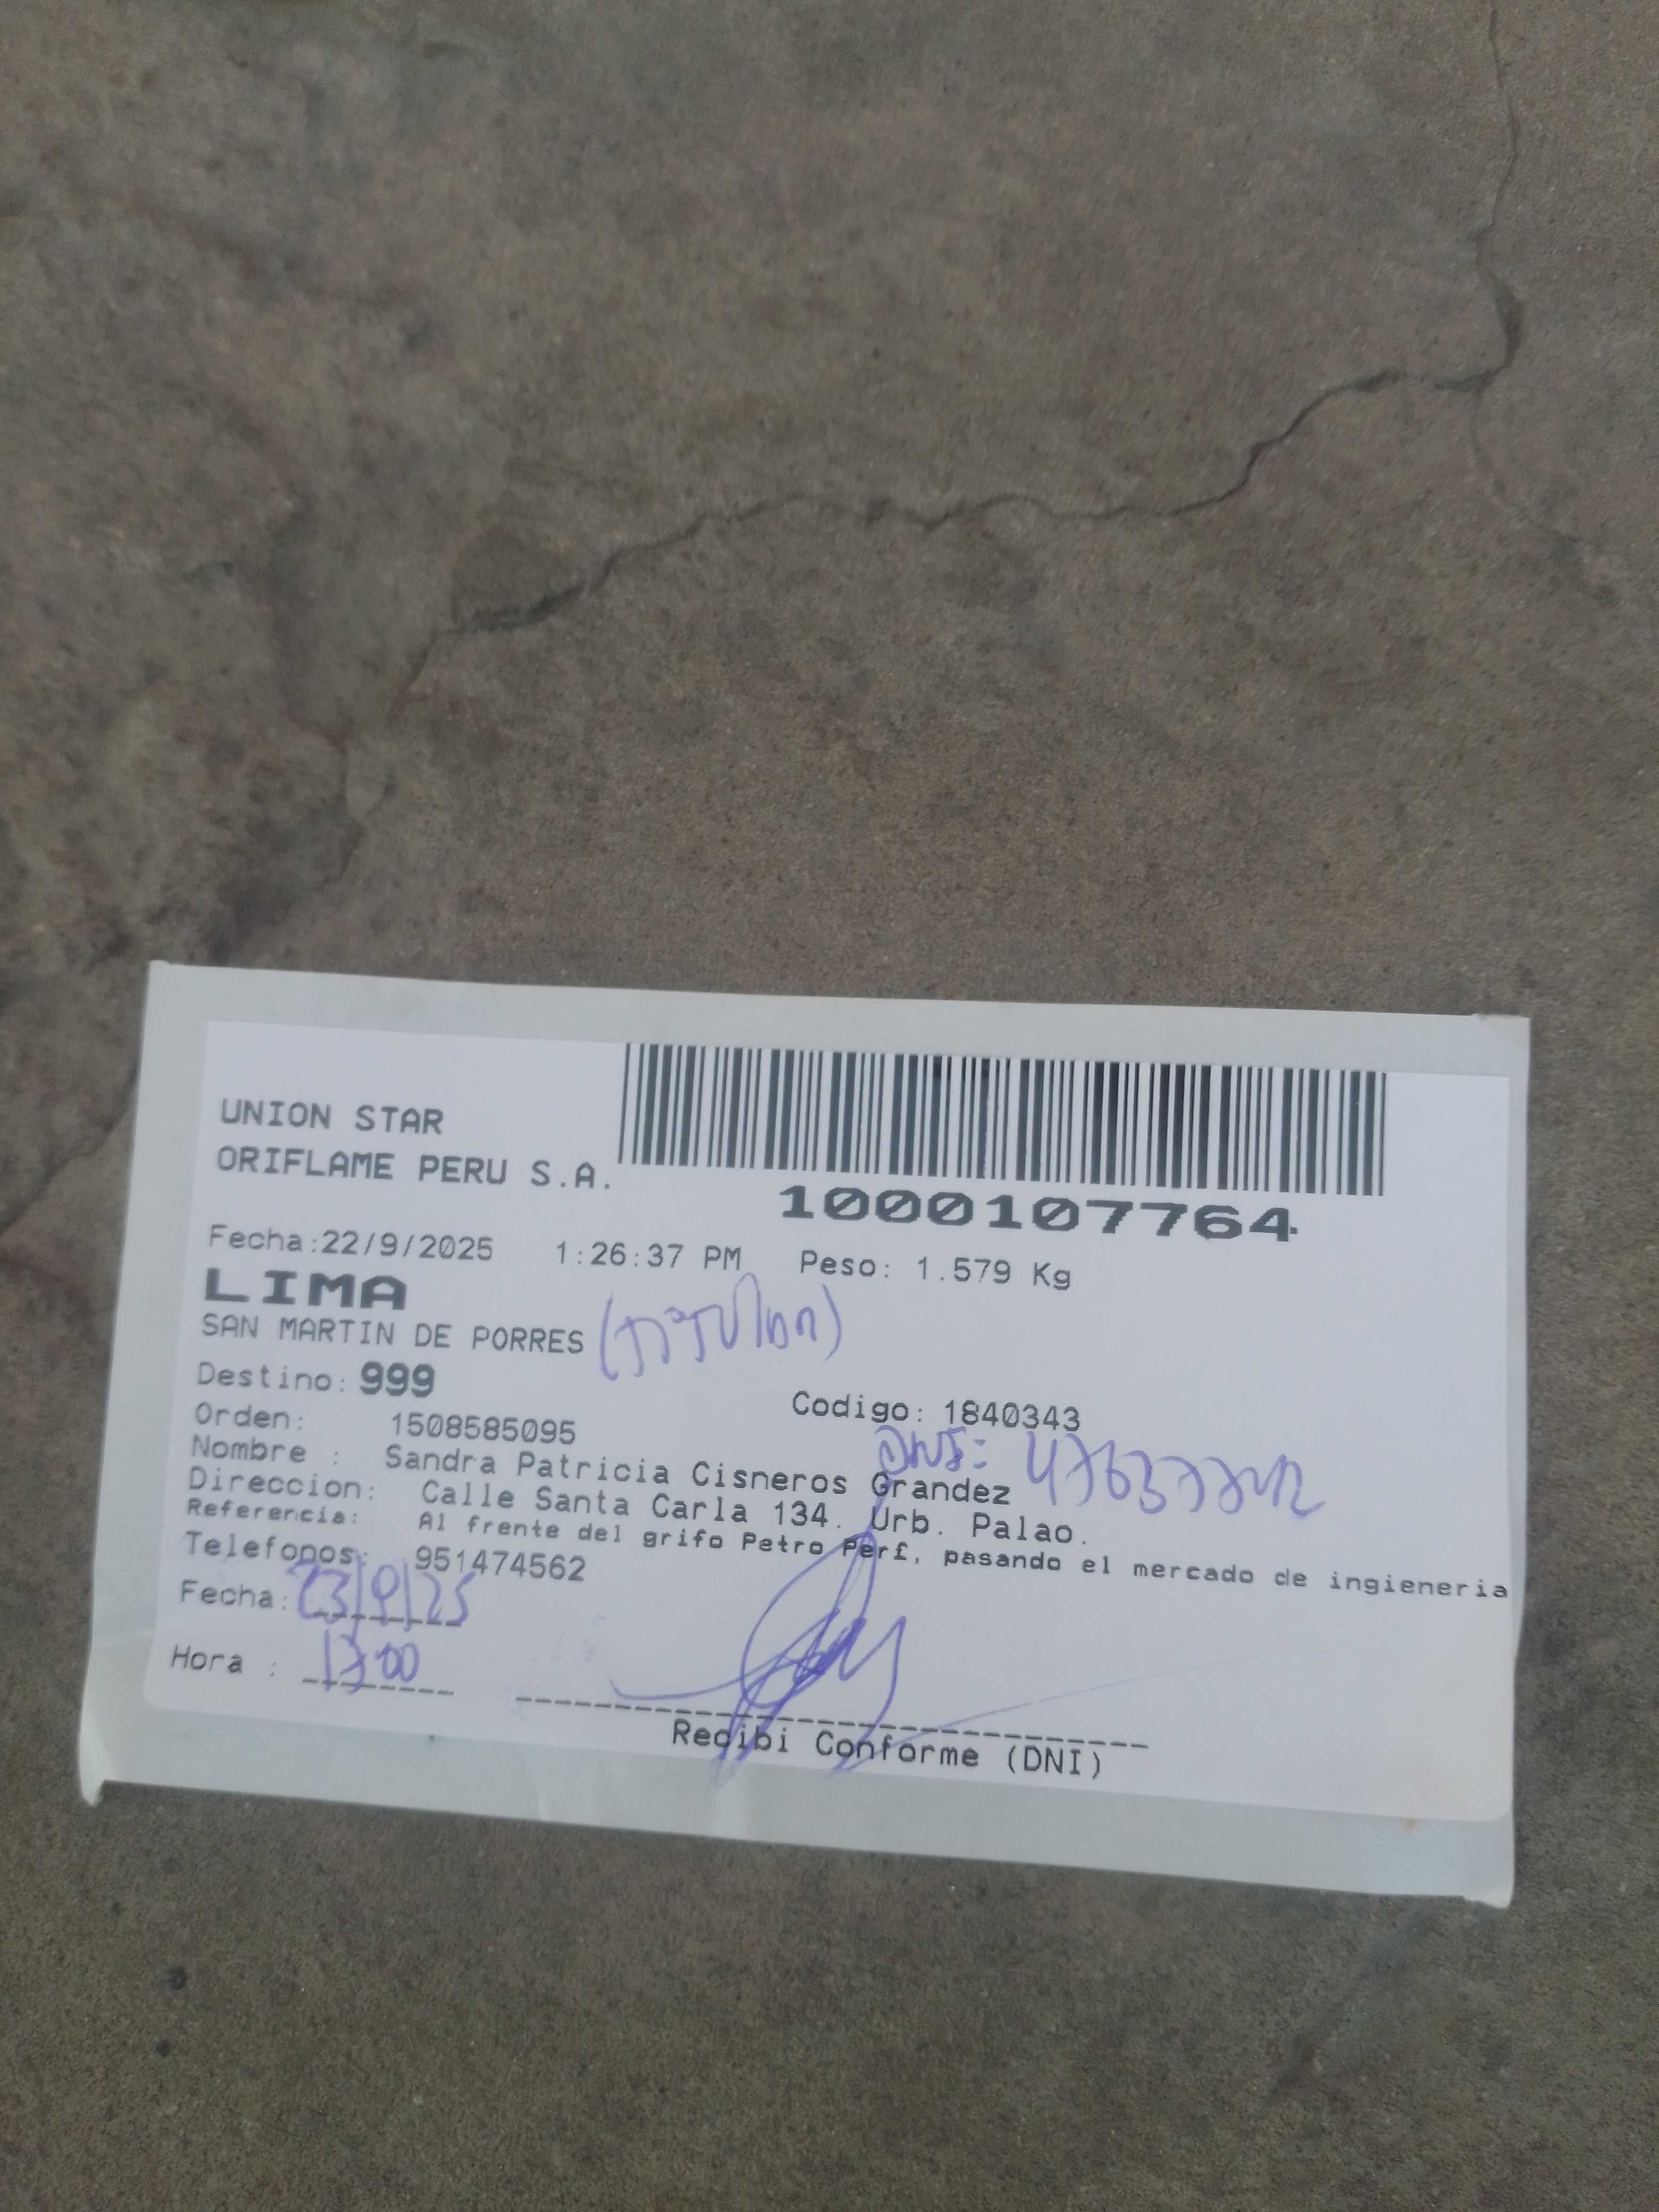 UNION STAR
ORIFLAME PERU S.A.
1000107764
Fecha:22/9/2025 1:26:37 PM Peso: 1.579 Kg
LIMA
SAN MARTIN DE PORRES (TITULAR)
Destino: 999
Codigo: 1840343
Orden: 1508585095
DNI:
Nombre : Sandra Patricia Cisneros Grandez
Direccion: Calle Santa Carla 134. Urb. Palao.
Referencia: Al frente del grifo Petro Perf, pasando el mercado de ingieneria
Telefonos: 951474562
Fecha: 23/9/25
Hora : 17:00
Recibi Conforme (DNI)